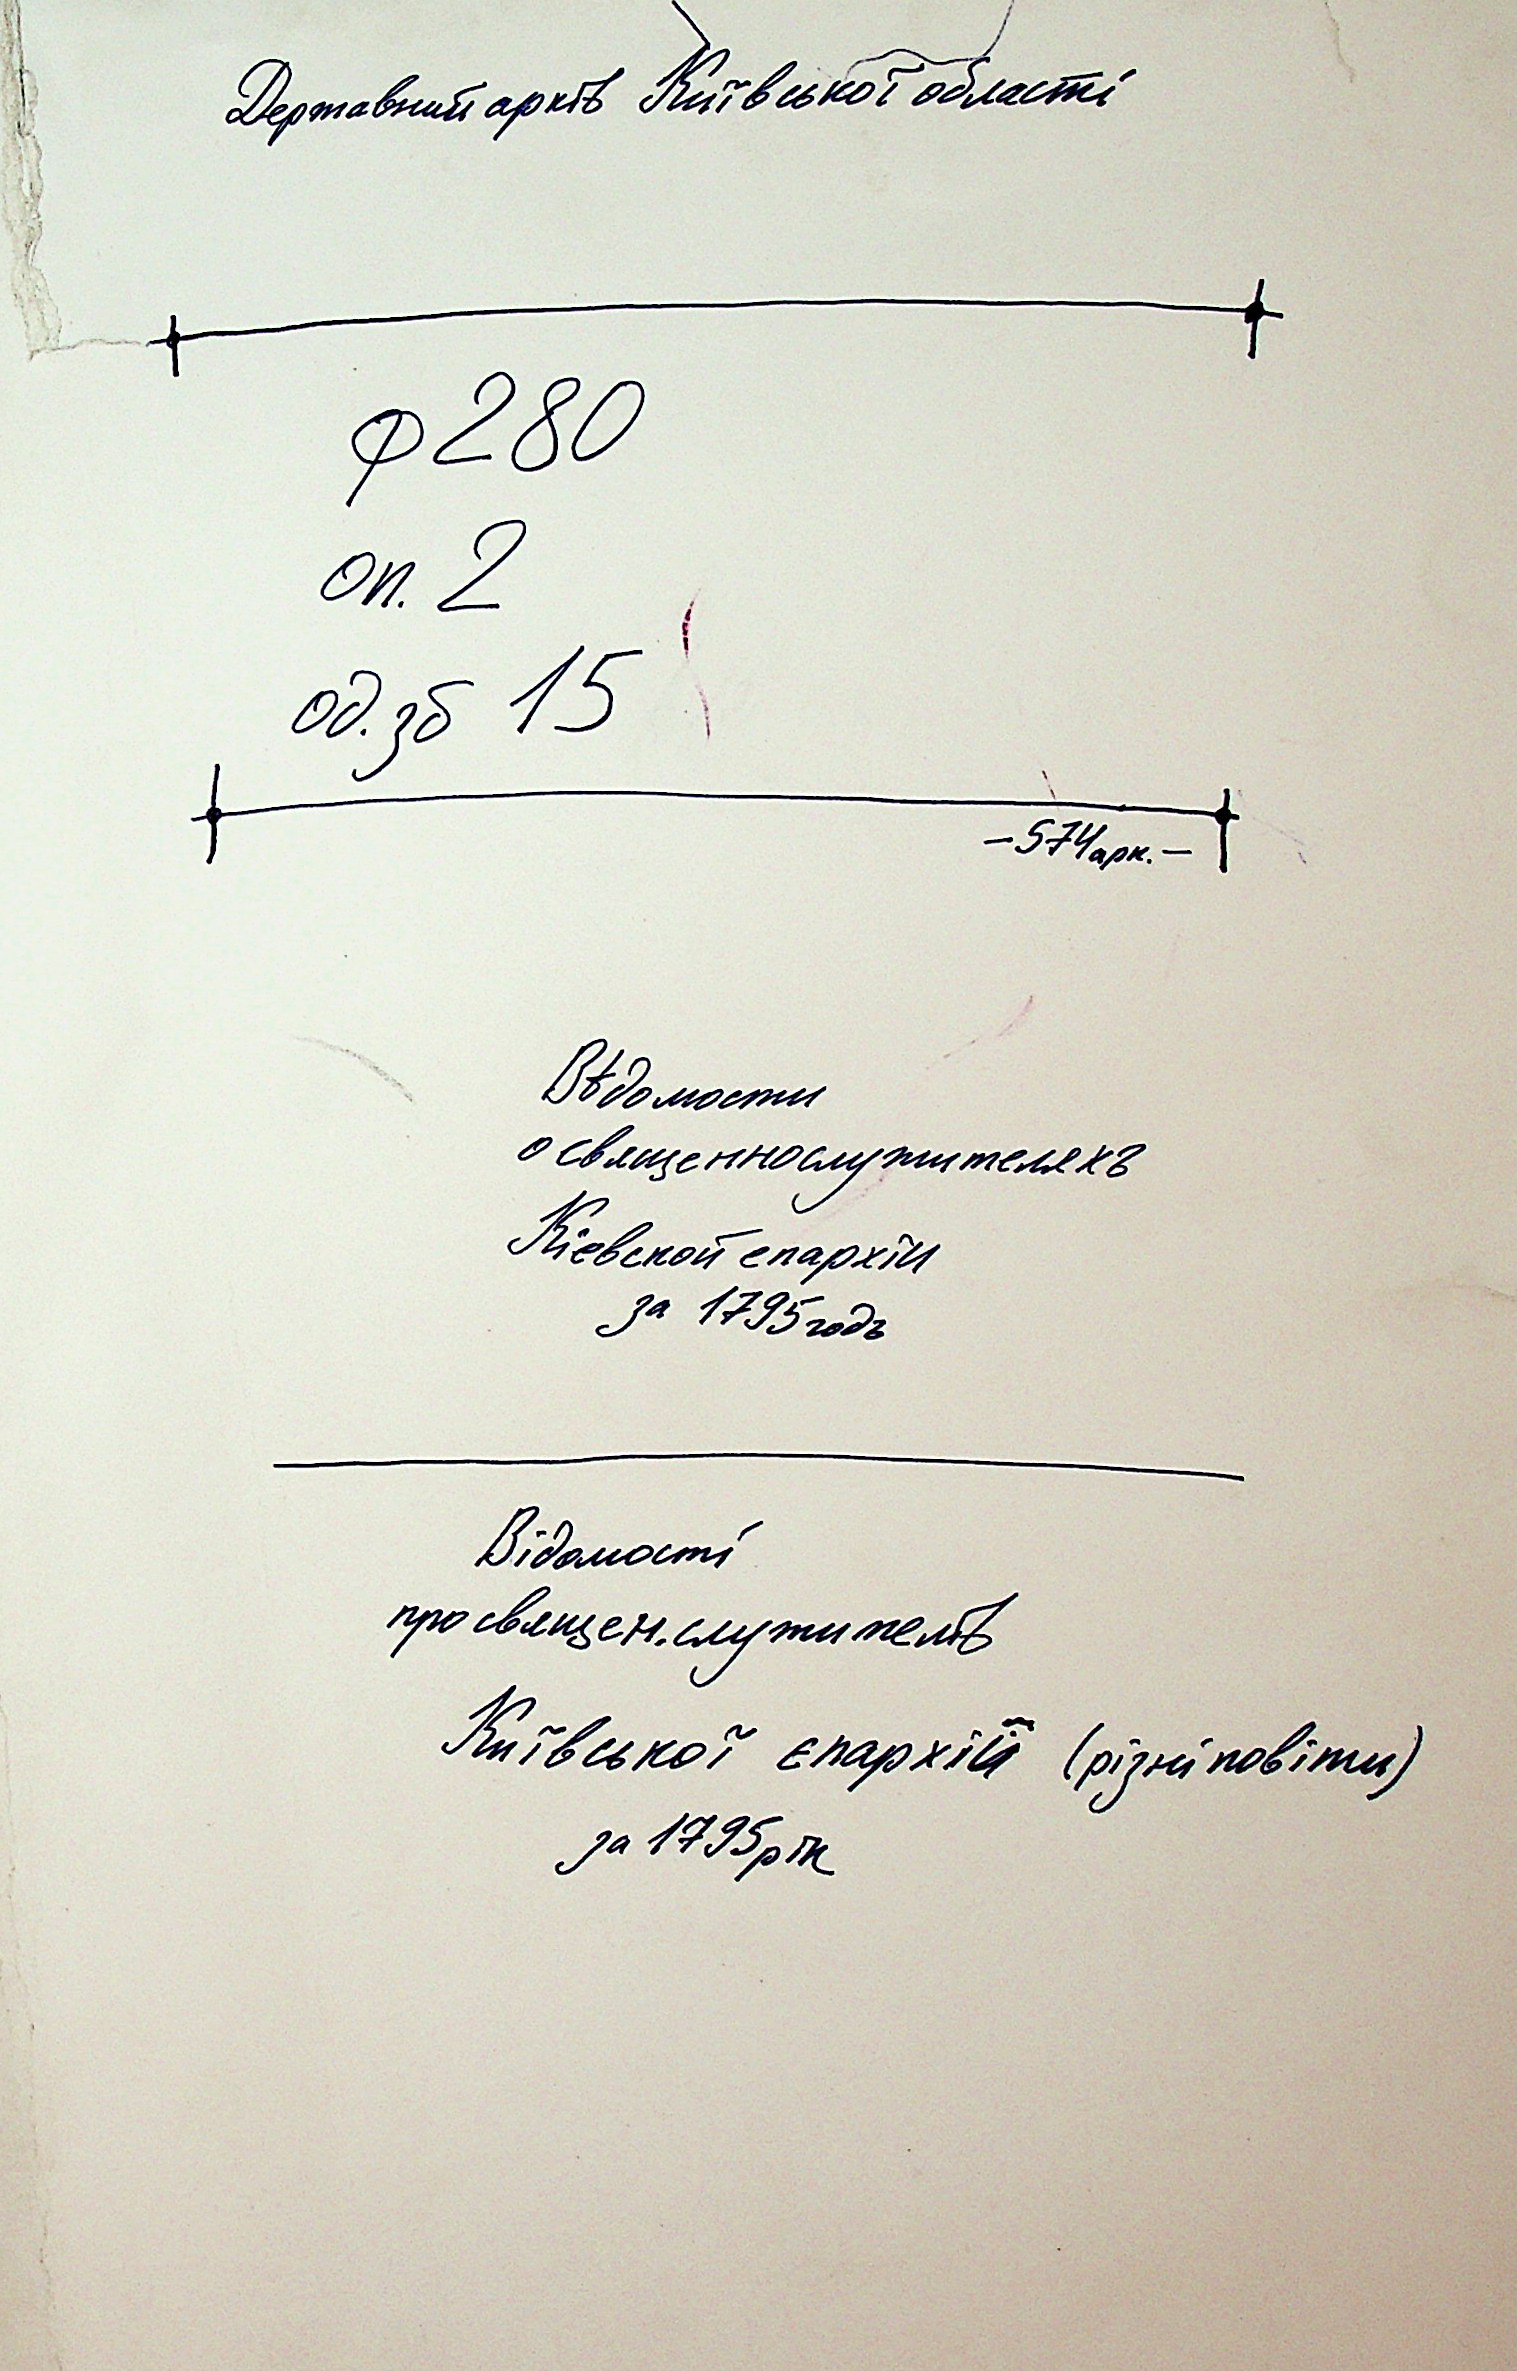 Державний архів Київської області
ф 280
оп. 2
од. зб 15
– 574 арк. –
Вѣдомости
о священнослужителяхъ
Кіевской епархіи
за 1795 годъ
Відомості
про священ.служителів
Київської єпархії (різні повіти)
за 1795 рік